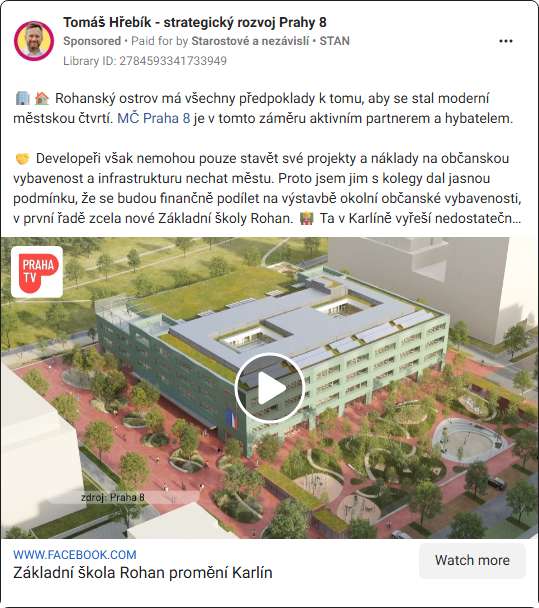 Tomáš Hřebík - strategický rozvoj Prahy 8
Sponsored • Paid for by Starostové a nezávislí • STAN
Library ID: 2784593341733949
🏢 🏠 Rohanský ostrov má všechny předpoklady k tomu, aby se stal moderní
městskou čtvrtí. MČ Praha 8 je v tomto záměru aktivním partnerem a hybatelem.
🤝 Developeři však nemohou pouze stavět své projekty a náklady na občanskou
vybavenost a infrastrukturu nechat městu. Proto jsem jim s kolegy dal jasnou
podmínku, že se budou finančně podílet na výstavbě okolní občanské vybavenosti,
v první řadě zcela nové Základní školy Rohan. 🏫 Ta v Karlíně vyřeší nedostatečn...
PRAHA
TV
zdroj: Praha 8
WWW.FACEBOOK.COM
Základní škola Rohan promění Karlín
Watch more